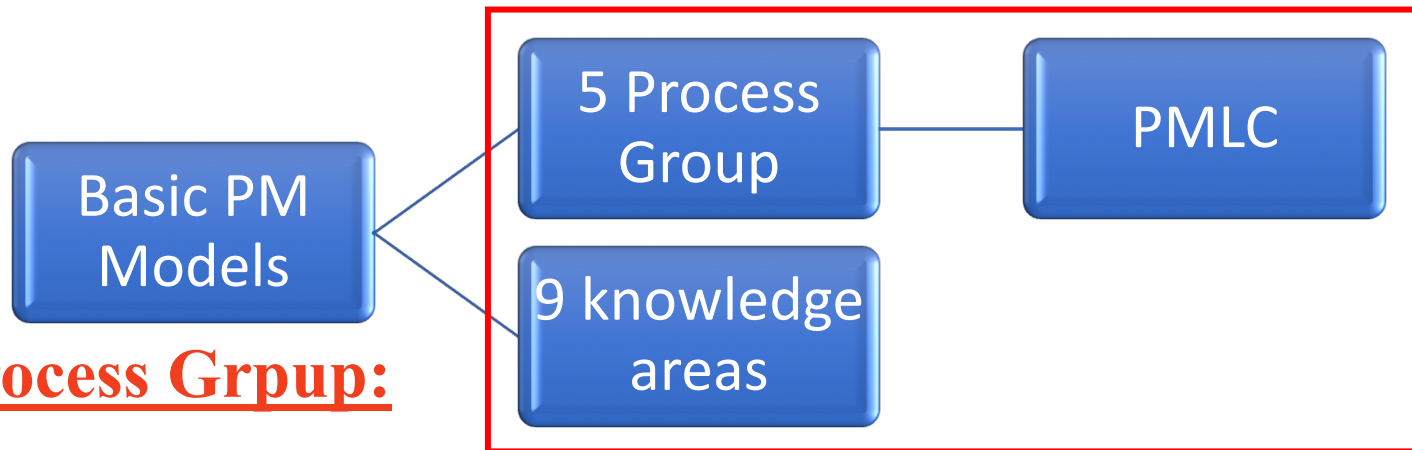 Basic PM
Models
5 Process
Group
PMLC
9 knowledge
areas
ocess Grpup: